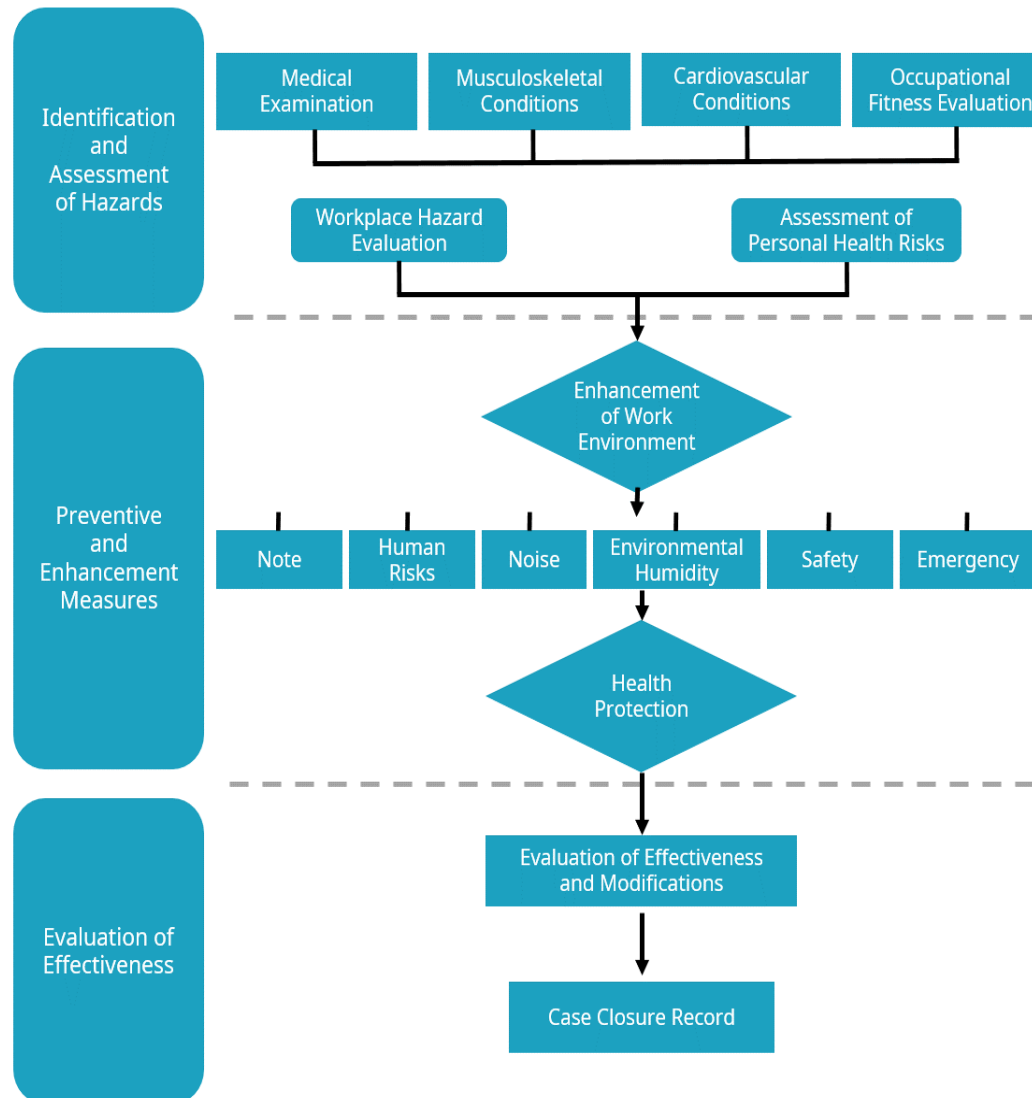 Identification
and
Assessment
of Hazards
Medical
Examination
Musculoskeletal
Conditions
Cardiovascular
Conditions
Occupational
Fitness Evaluation
Workplace Hazard
Evaluation
Assessment of
Personal Health Risks
Preventive
and
Enhancement
Measures
Enhancement
of Work
Environment
Note
Human
Risks
Noise
Environmental
Humidity
Safety
Emergency
Health
Protection
Evaluation of
Effectiveness
Evaluation of Effectiveness
and Modifications
Case Closure Record